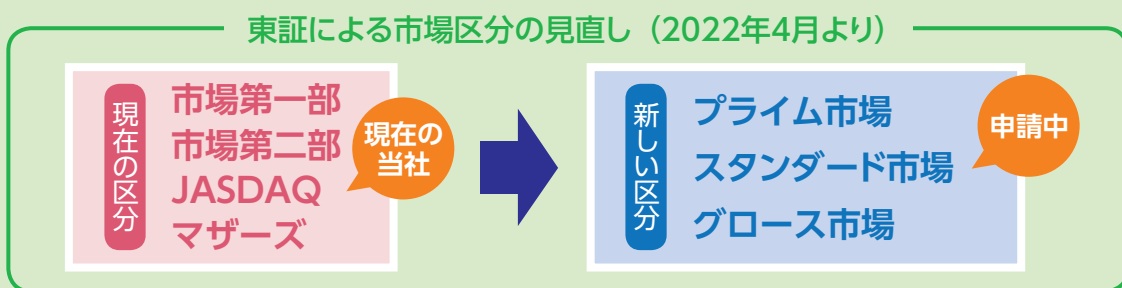 東証による市場区分の見直し（2022年4月より）
現在の区分
市場第一部
市場第二部
JASDAQ
マザーズ
現在の
当社
新しい区分
プライム市場
スタンダード市場
グロース市場
申請中